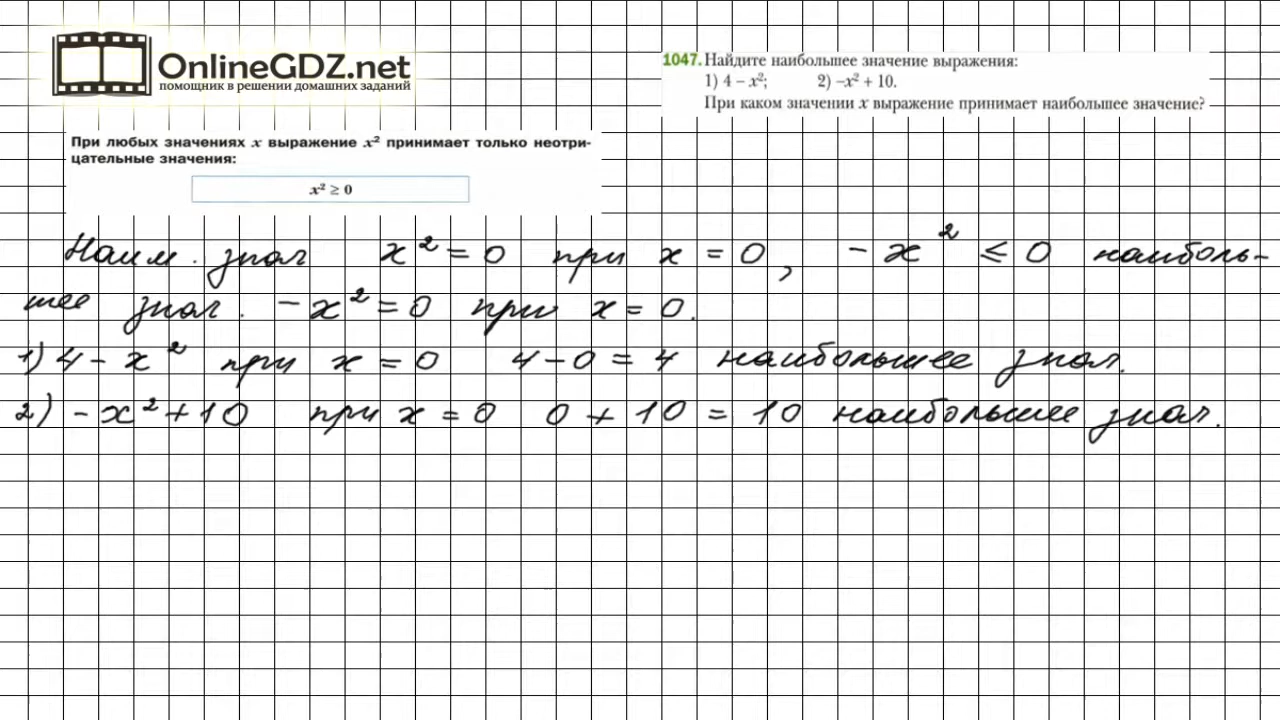 OnlineGDZ.net
помощник в решении домашних заданий
1047. Найдите наибольшее значение выражения:
1) 4 – x²; 2) –x² + 10.
При каком значении x выражение принимает наибольшее значение?
При любых значениях x выражение x² принимает только неотри-
цательные значения:
x² ≥ 0
Наим. знач x² = 0 при x = 0, – x² ≤ 0 наиболь-
шее знач. – x² = 0 при x = 0.
1) 4 – x² при x = 0 4 – 0 = 4 наибольшее знач.
2) – x² + 10 при x = 0 0 + 10 = 10 наибольшее знач.